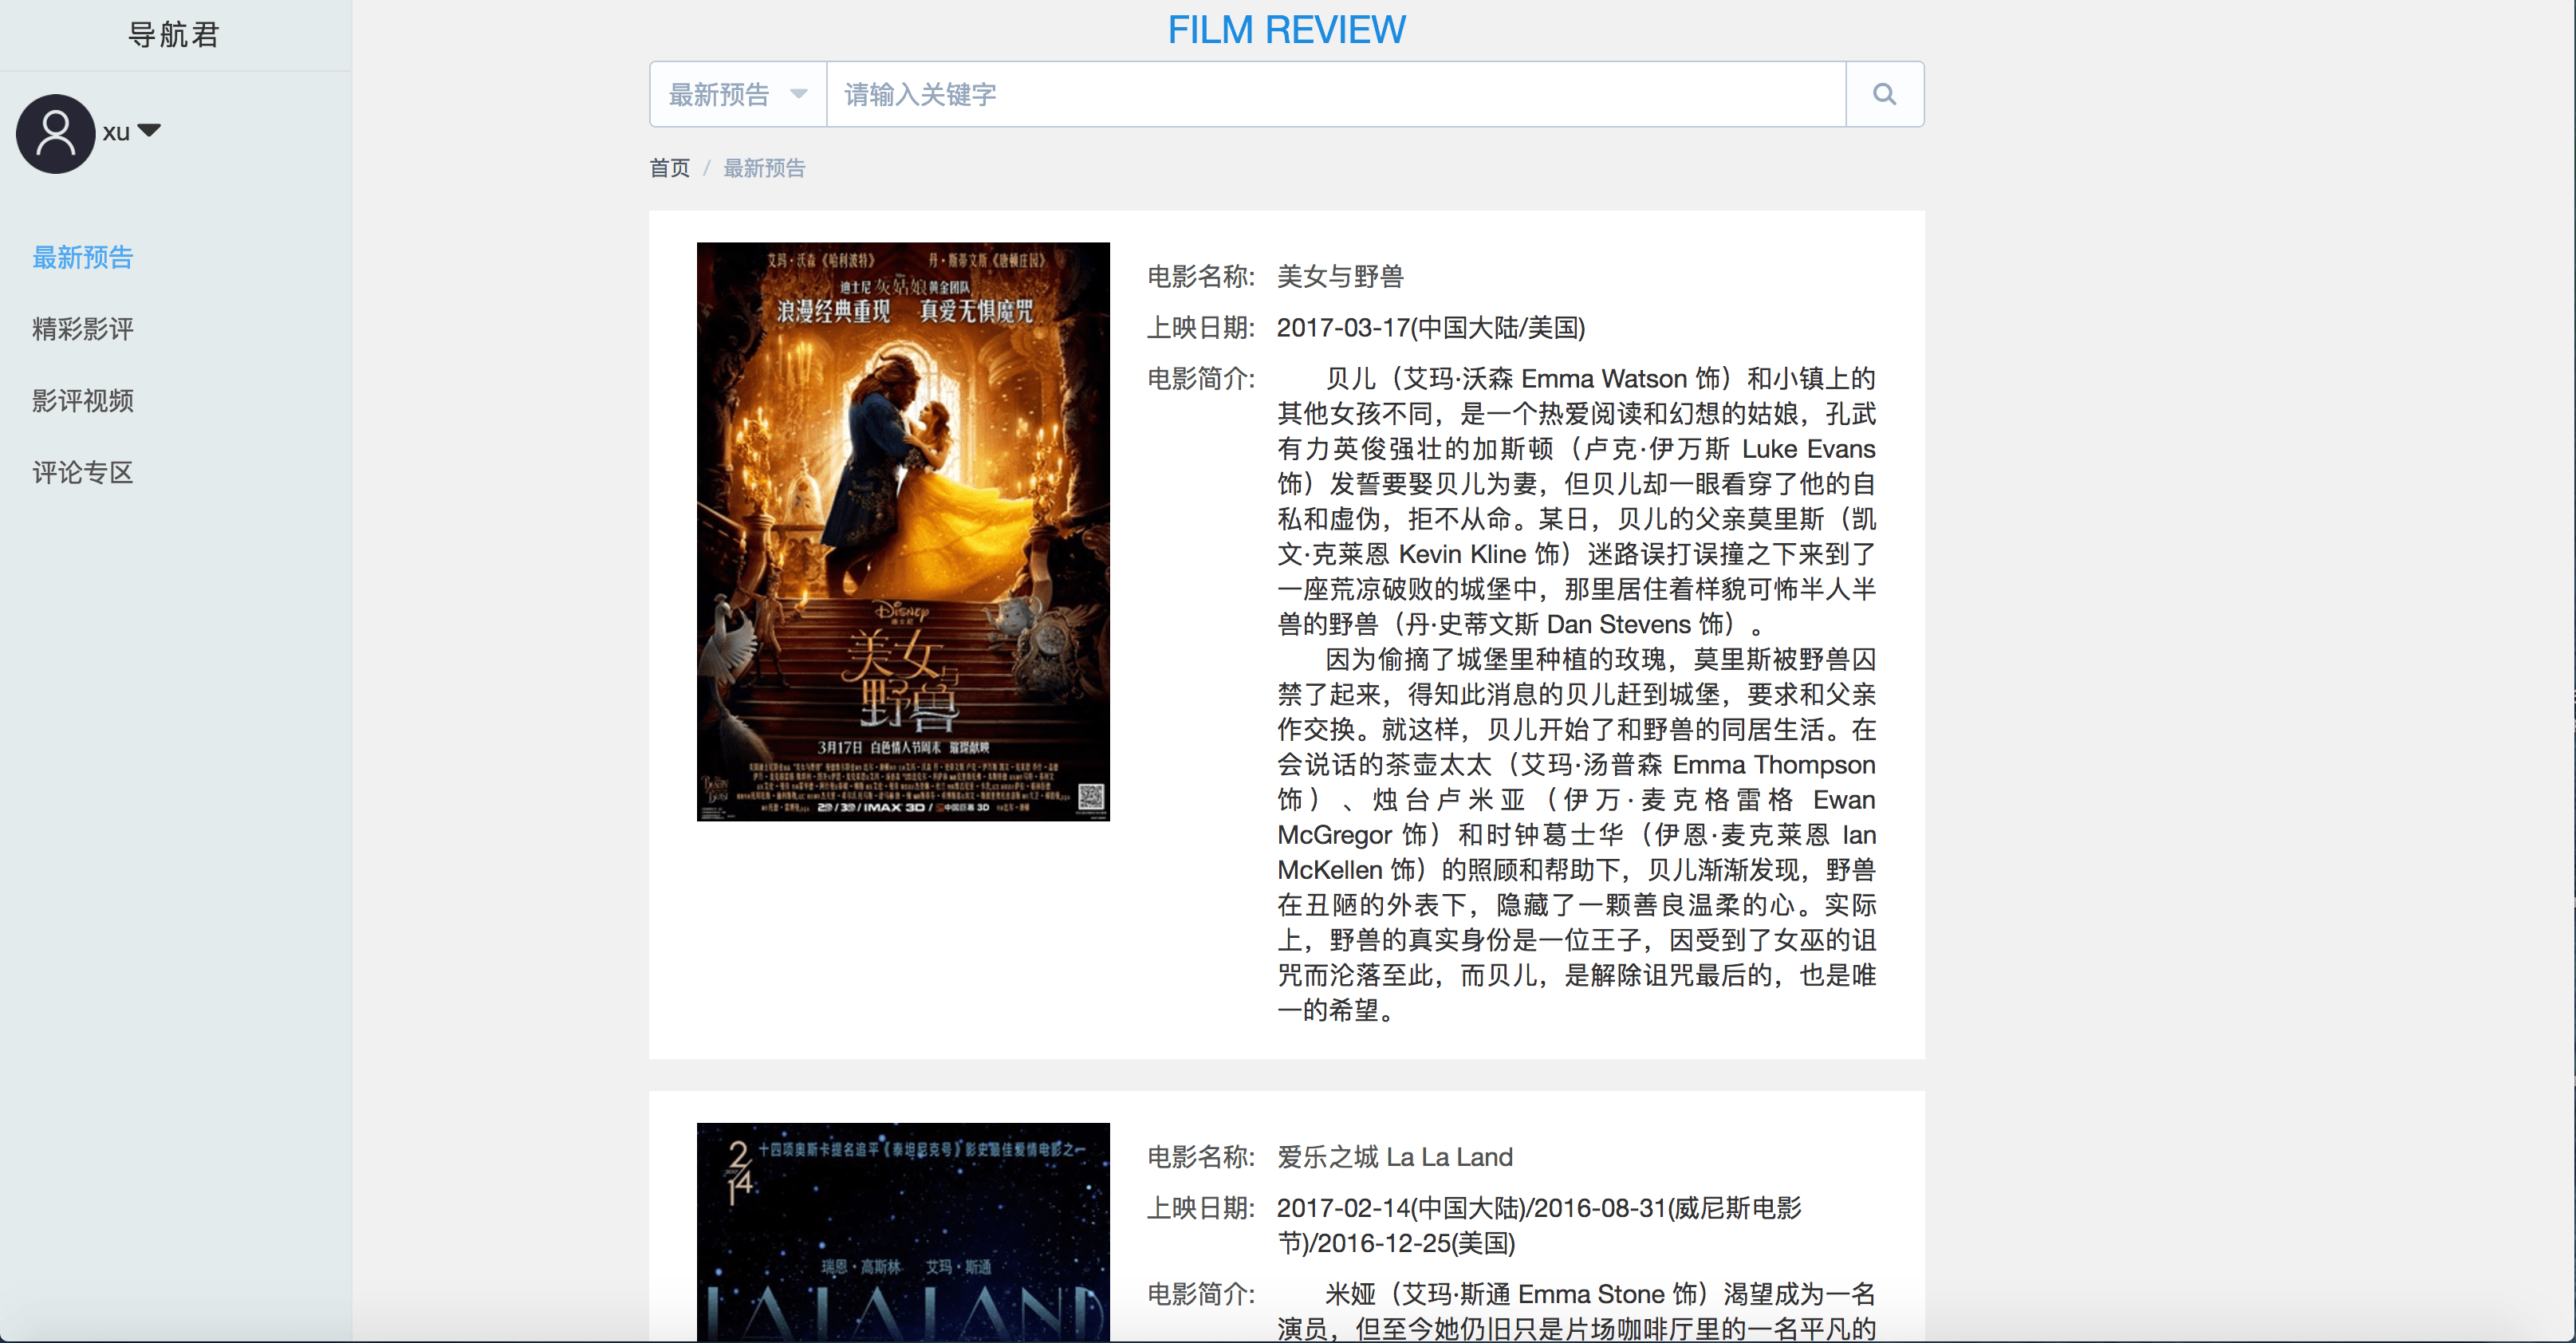 导航君
xu
最新预告
精彩影评
影评视频
评论专区
FILM REVIEW
最新预告
请输入关键字
首页 / 最新预告
艾玛·沃森《哈利波特》 丹·斯蒂文斯《唐顿庄园》
迪士尼 灰姑娘 黄金团队
浪漫经典重现 真爱无惧魔咒
Disney
迪士尼
美女与野兽
3月17日 白色情人节周末 璀璨献映
2D/3D/IMAX 3D/中国巨幕 3D
电影名称: 美女与野兽
上映日期: 2017-03-17(中国大陆/美国)
电影简介: 贝儿（艾玛·沃森 Emma Watson 饰）和小镇上的
其他女孩不同，是一个热爱阅读和幻想的姑娘，孔武
有力英俊强壮的加斯顿（卢克·伊万斯 Luke Evans
饰）发誓要娶贝儿为妻，但贝儿却一眼看穿了他的自
私和虚伪，拒不从命。某日，贝儿的父亲莫里斯（凯
文·克莱恩 Kevin Kline 饰）迷路误打误撞之下来到了
一座荒凉破败的城堡中，那里居住着样貌可怖半人半
兽的野兽（丹·史蒂文斯 Dan Stevens 饰）。
因为偷摘了城堡里种植的玫瑰，莫里斯被野兽囚
禁了起来，得知此消息的贝儿赶到城堡，要求和父亲
作交换。就这样，贝儿开始了和野兽的同居生活。在
会说话的茶壶太太（艾玛·汤普森 Emma Thompson
饰）、烛台卢米亚（伊万·麦克格雷格 Ewan
McGregor 饰）和时钟葛士华（伊恩·麦克莱恩 Ian
McKellen 饰）的照顾和帮助下，贝儿渐渐发现，野兽
在丑陋的外表下，隐藏了一颗善良温柔的心。实际
上，野兽的真实身份是一位王子，因受到了女巫的诅
咒而沦落至此，而贝儿，是解除诅咒最后的，也是唯
一的希望。
2/14
十四项奥斯卡提名追平《泰坦尼克号》影史最佳爱情电影之一
瑞恩·高斯林 艾玛·斯通
LA LA LAND
电影名称: 爱乐之城 La La Land
上映日期: 2017-02-14(中国大陆)/2016-08-31(威尼斯电影
节)/2016-12-25(美国)
电影简介: 米娅（艾玛·斯通 Emma Stone 饰）渴望成为一名
演员，但至今她仍旧只是片场咖啡厅里的一名平凡的